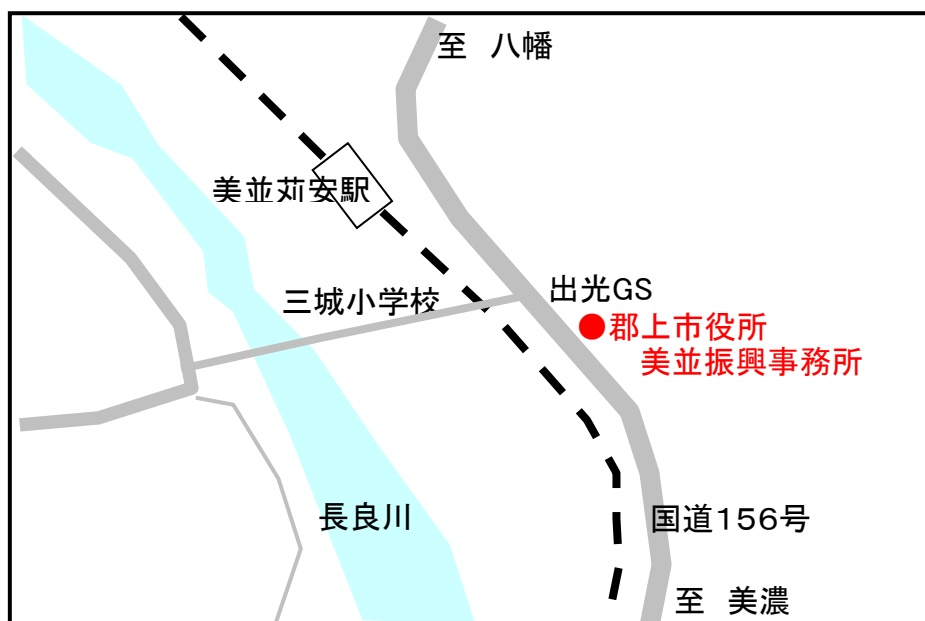 至　八幡
美並苅安駅
出光GS
三城小学校
●郡上市役所
美並振興事務所
長良川
国道156号
至　美濃